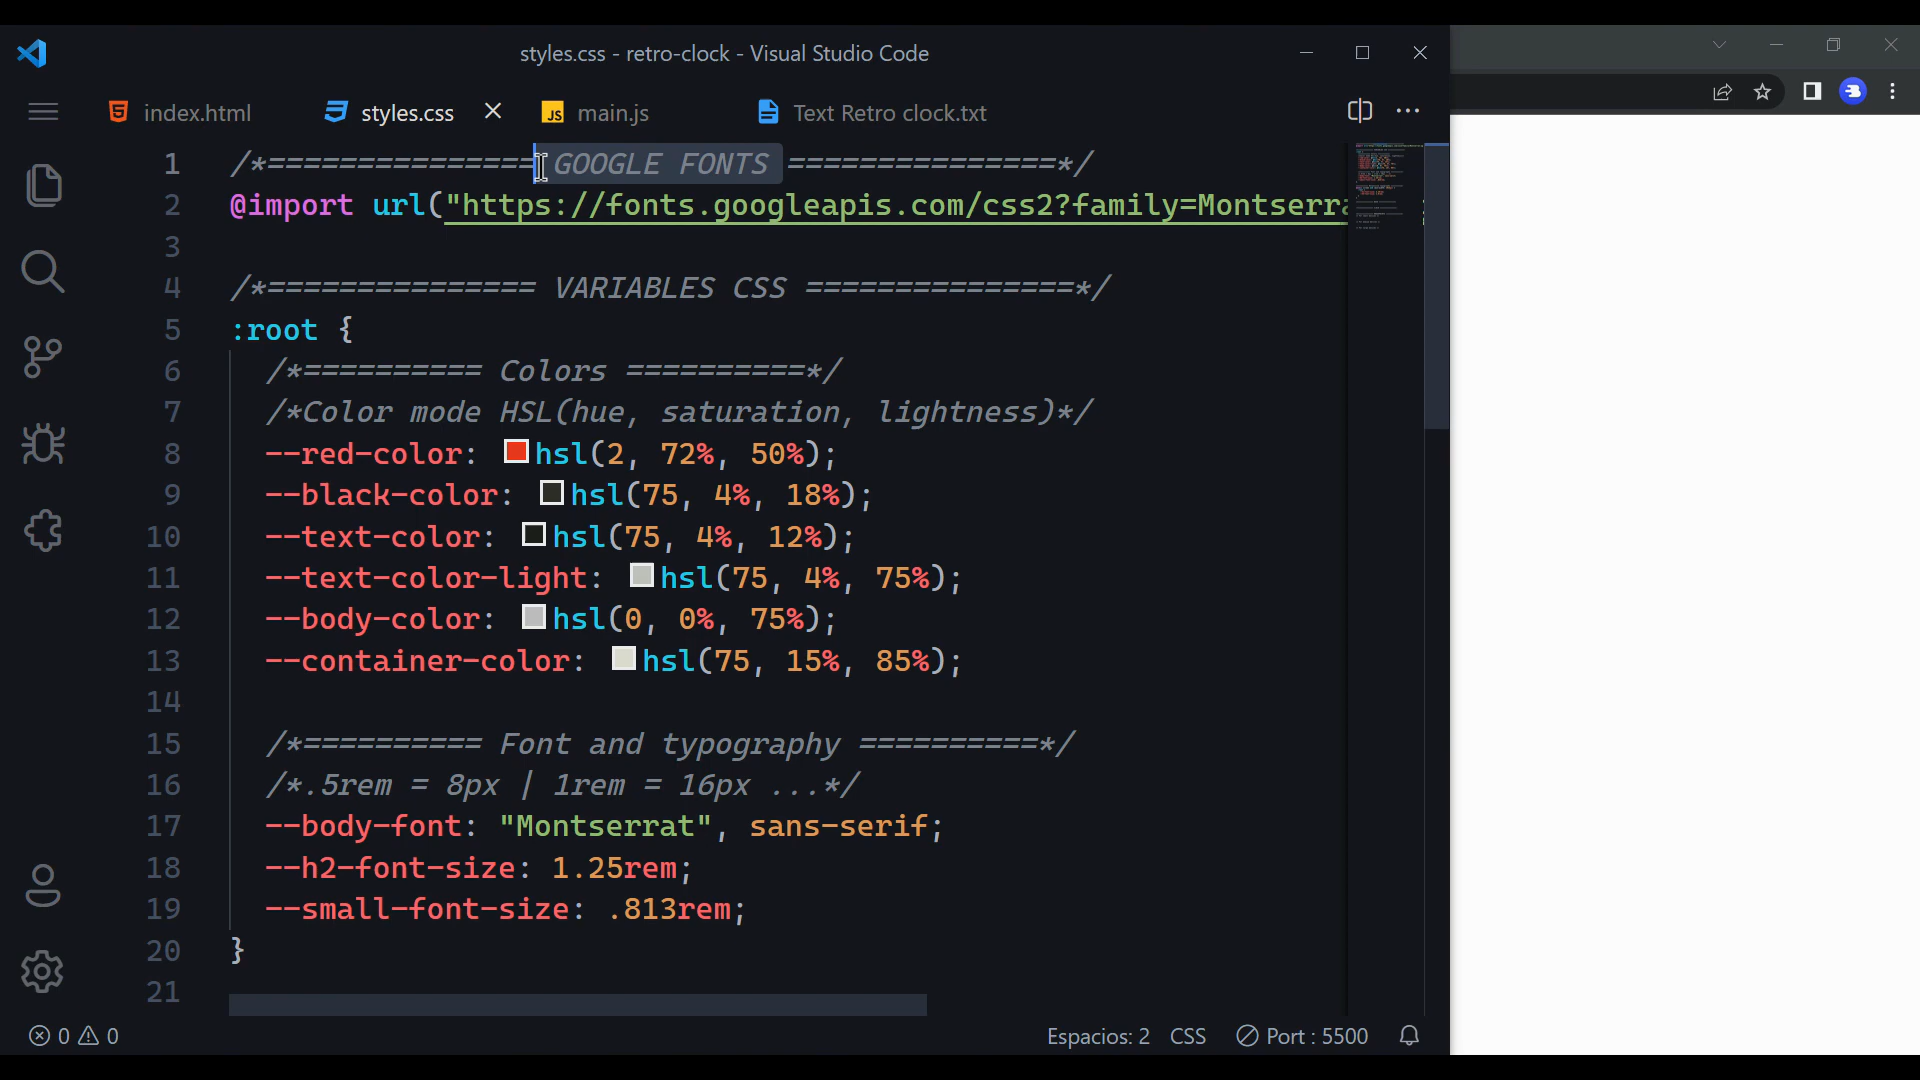 styles.css - retro-clock - Visual Studio Code
index.html styles.css JS main.js Text Retro clock.txt
1 /*=============== GOOGLE FONTS ===============*/
2 @import url("https://fonts.googleapis.com/css2?family=Montserra
3
4 /*=============== VARIABLES CSS ===============*/
5 :root {
6 /*========== Colors ==========*/
7 /*Color mode HSL(hue, saturation, lightness)*/
8 --red-color: hsl(2, 72%, 50%);
9 --black-color: hsl(75, 4%, 18%);
10 --text-color: hsl(75, 4%, 12%);
11 --text-color-light: hsl(75, 4%, 75%);
12 --body-color: hsl(0, 0%, 75%);
13 --container-color: hsl(75, 15%, 85%);
14
15 /*========== Font and typography ==========*/
16 /*.5rem = 8px | 1rem = 16px ...*/
17 --body-font: "Montserrat", sans-serif;
18 --h2-font-size: 1.25rem;
19 --small-font-size: .813rem;
20 }
21
0 0 Espacios: 2 CSS Port : 5500